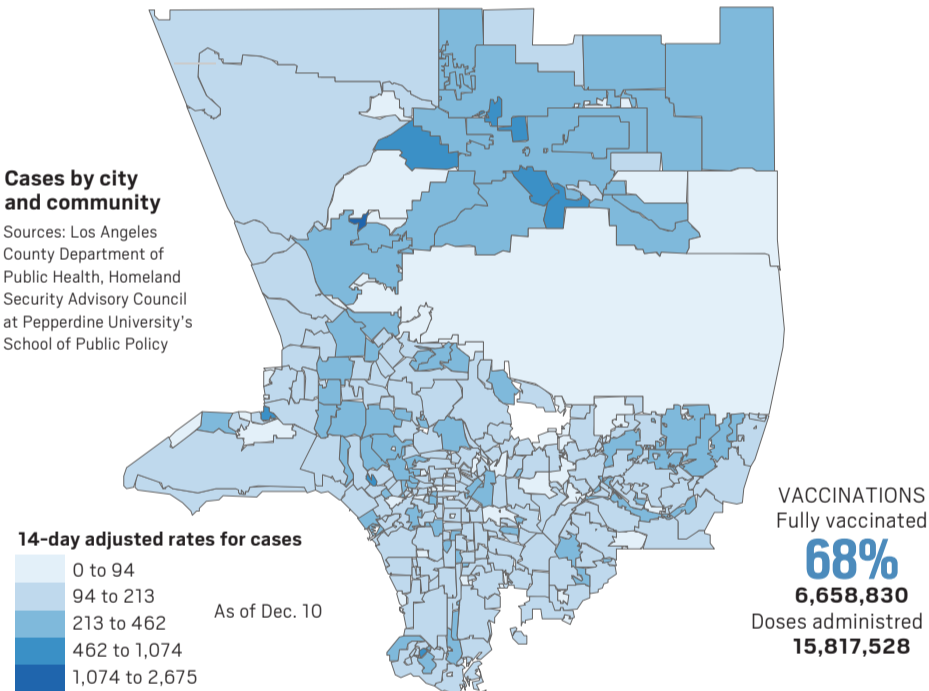 Cases by city
and community
Sources: Los Angeles
County Department of
Public Health, Homeland
Security Advisory Council
at Pepperdine University's
School of Public Policy
14-day adjusted rates for cases
0 to 94
94 to 213
213 to 462
462 to 1,074
1,074 to 2,675
As of Dec. 10
VACCINATIONS
Fully vaccinated
68%
6,658,830
Doses administred
15,817,528